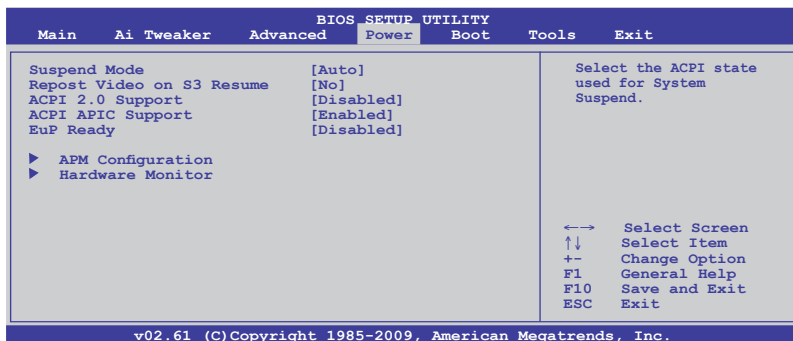 BIOS SETUP UTILITY
Main Ai Tweaker Advanced Power Boot Tools Exit
Suspend Mode [Auto]
Repost Video on S3 Resume [No]
ACPI 2.0 Support [Disabled]
ACPI APIC Support [Enabled]
EuP Ready [Disabled]
▶ APM Configuration
▶ Hardware Monitor
Select the ACPI state
used for System
Suspend.
←→ Select Screen
↑↓ Select Item
+- Change Option
F1 General Help
F10 Save and Exit
ESC Exit
v02.61 (C)Copyright 1985-2009, American Megatrends, Inc.